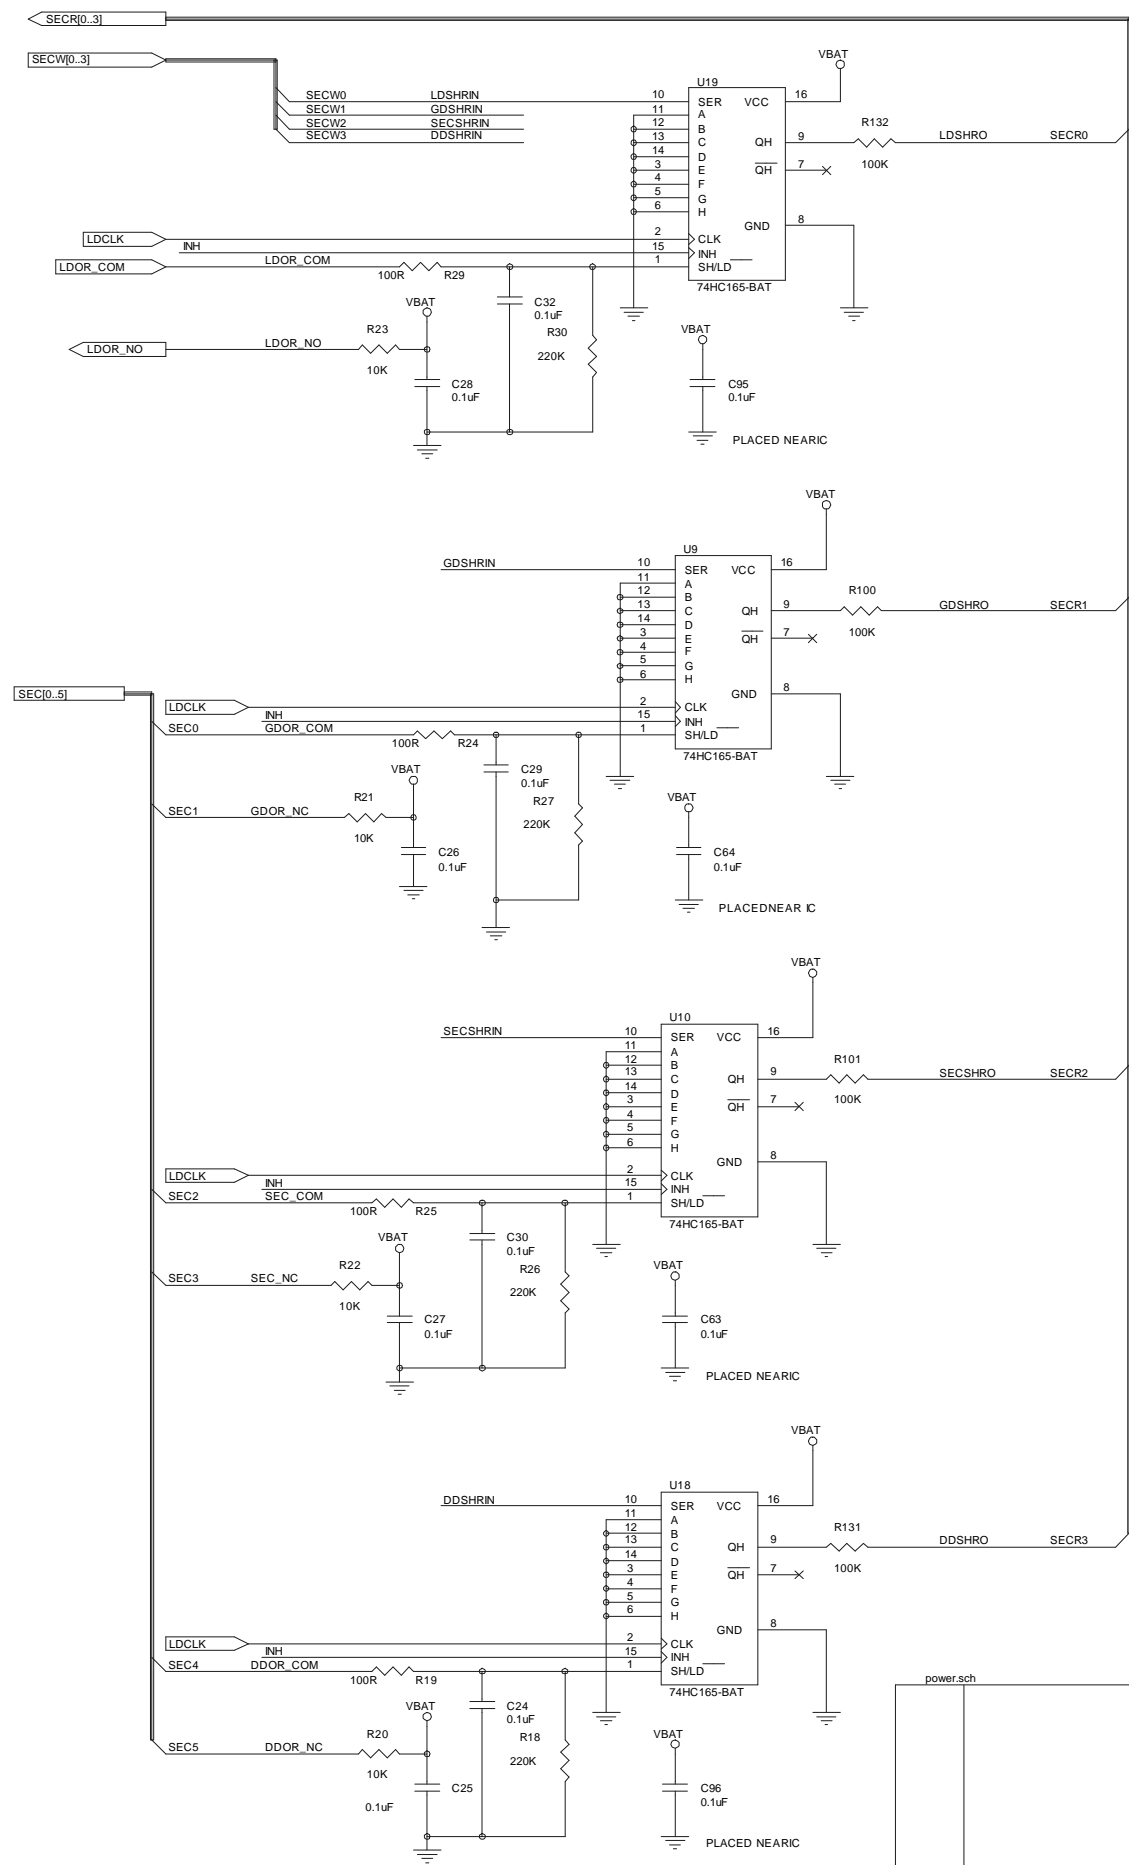 SECR[0..3]
SECW[0..3]
VBAT
U19
SECW0 LDSHRIN 10 SER VCC 16
SECW1 GDSHRIN 11 A
SECW2 SECSHRIN 12 B
SECW3 DDSHRIN 13 C QH 9 R132 LDSHRO SECR0
14 D
3 E QH 7 100K
4 F
5 G
6 H GND 8
LDCLK 2 CLK
INH 15 INH
LDOR_COM LDOR_COM 100R R29 1 SH/LD
74HC165-BAT
VBAT C32
0.1uF
R23 R30 VBAT
LDOR_NO LDOR_NO 220K
10K C28 C95
0.1uF 0.1uF
PLACED NEARIC
VBAT
U9
GDSHRIN 10 SER VCC 16
11 A
12 B R100
13 C QH 9 GDSHRO SECR1
14 D
3 E QH 7 100K
4 F
5 G
6 H GND 8
SEC[0..5]
LDCLK 2 CLK
INH 15 INH
SEC0 GDOR_COM 100R R24 1 SH/LD
74HC165-BAT
VBAT C29
0.1uF
R21 R27 VBAT
SEC1 GDOR_NC 220K
10K C26 C64
0.1uF 0.1uF
PLACEDNEAR IC
VBAT
U10
SECSHRIN 10 SER VCC 16
11 A
12 B R101
13 C QH 9 SECSHRO SECR2
14 D
3 E QH 7 100K
4 F
5 G
6 H GND 8
LDCLK 2 CLK
INH 15 INH
SEC2 SEC_COM 100R R25 1 SH/LD
74HC165-BAT
VBAT C30
0.1uF
R22 R26 VBAT
SEC3 SEC_NC 220K
10K C27 C63
0.1uF 0.1uF
PLACED NEARIC
VBAT
U18
DDSHRIN 10 SER VCC 16
11 A
12 B R131
13 C QH 9 DDSHRO SECR3
14 D
3 E QH 7 100K
4 F
5 G
6 H GND 8
LDCLK 2 CLK
INH 15 INH
SEC4 DDOR_COM 100R R19 1 SH/LD
74HC165-BAT
power.sch
VBAT C24
0.1uF
R20 R18 VBAT
SEC5 DDOR_NC 220K
10K C25 C96
0.1uF 0.1uF
PLACED NEARIC